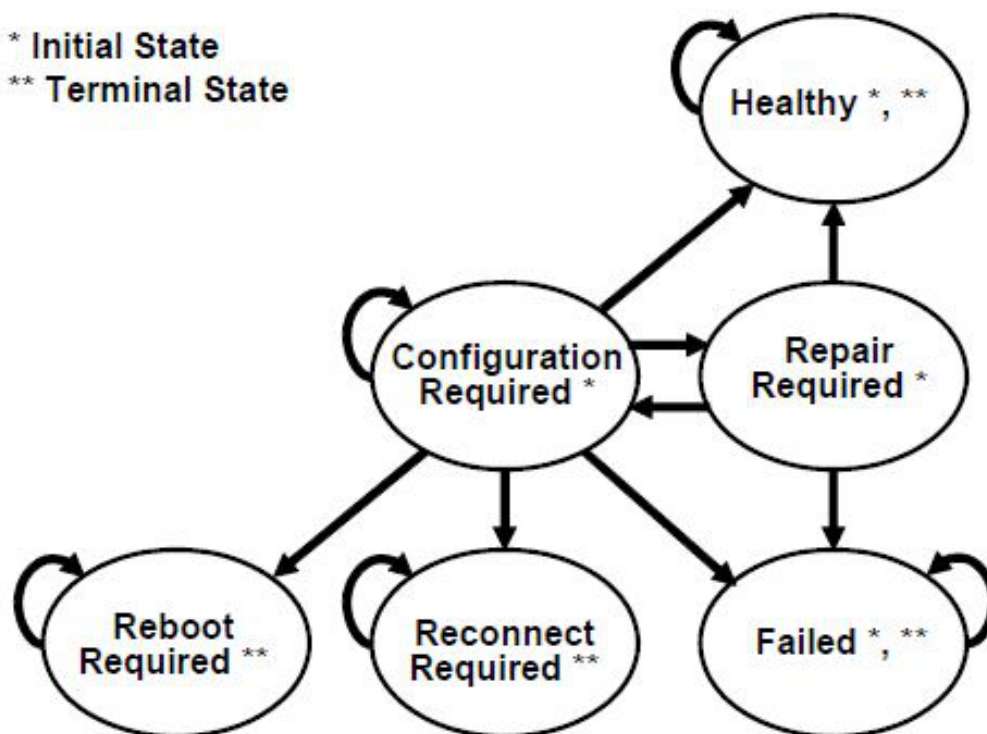 * Initial State
** Terminal State
Healthy *, **
Configuration
Required *
Repair
Required *
Reboot
Required **
Reconnect
Required **
Failed *, **